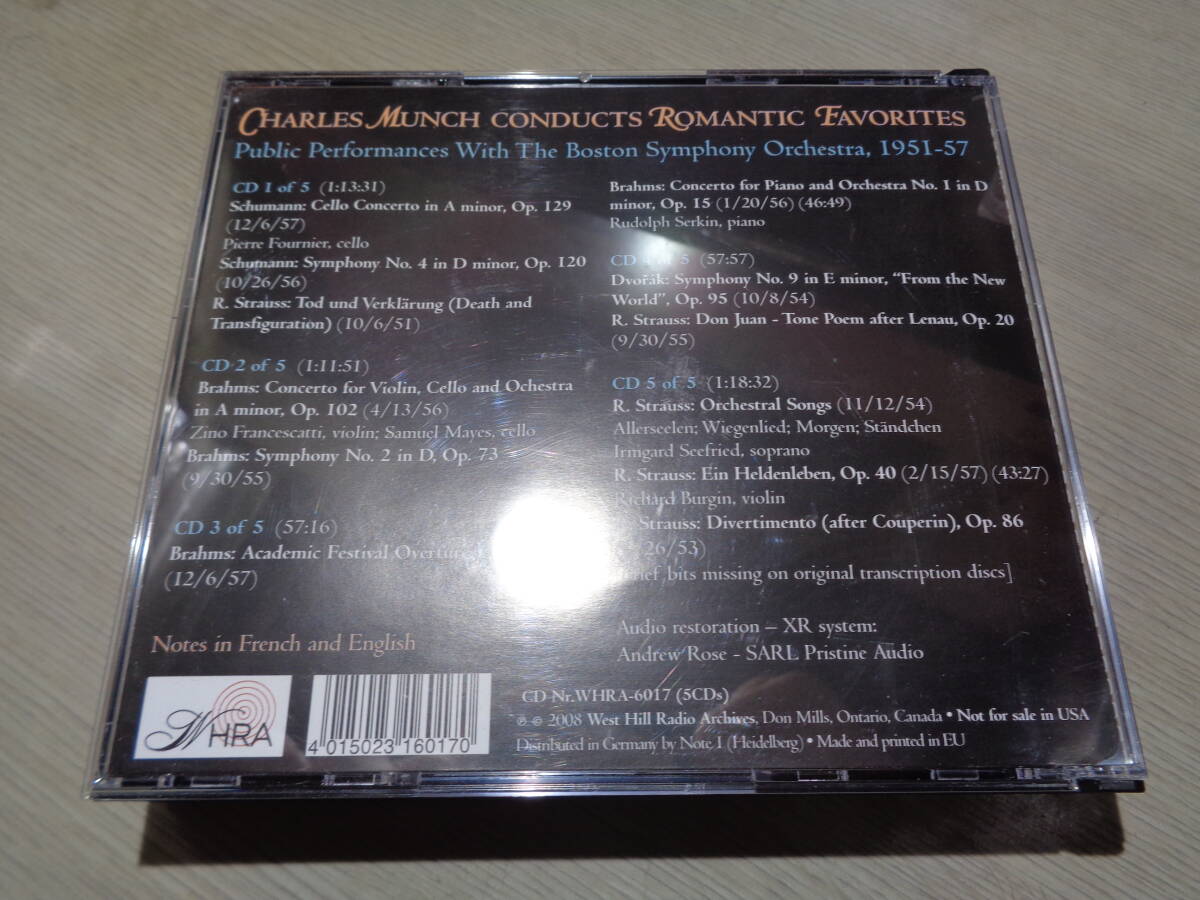 CHARLES MUNCH CONDUCTS ROMANTIC FAVORITES
Public Performances With The Boston Symphony Orchestra, 1951-57
CD 1 of 5 (1:13:31)
Schumann: Cello Concerto in A minor, Op. 129
(12/6/57)
Pierre Fournier, cello
Schumann: Symphony No. 4 in D minor, Op. 120
(10/26/56)
R. Strauss: Tod und Verklärung (Death and
Transfiguration) (10/6/51)
CD 2 of 5 (1:11:51)
Brahms: Concerto for Violin, Cello and Ochestra
in A minor, Op. 102 (4/13/56)
Zino Francescatti, violin; Samuel Mayes, cello
Brahms: Symphony No. 2 in D, Op. 73
(9/30/55)
CD 3 of 5 (57:16)
Brahms: Academic Festival Overture
(12/6/57)
Brahms: Concerto for Piano and Orchestra No. 1 in D
minor, Op. 15 (1/20/56) (46:49)
Rudolph Serkin, piano
CD 4 of 5 (57:57)
Dvořák: Symphony No. 9 in E minor, “From the New
World”, Op. 95 (10/8/54)
R. Strauss: Don Juan - Tone Poem after Lenau, Op. 20
(9/30/55)
CD 5 of 5 (1:18:32)
R. Strauss: Orchestral Songs (11/12/54)
Allerseelen; Wiegenlied; Morgen; Ständchen
Irmgard Seefried, soprano
R. Strauss: Ein Heldenleben, Op. 40 (2/15/57) (43:27)
Richard Burgin, violin
Strauss: Divertimento (after Couperin), Op. 86
26/53)
bits missing on original transcription discs]
Audio restoration – XR system:
Andrew Rose - SARL Pristine Audio
Notes in French and English
WHRA
4 015023 160170
CD Nr.WHRA-6017 (5CDs)
℗ © 2008 West Hill Radio Archives, Don Mills, Ontario, Canada • Not for sale in USA
Distributed in Germany by Note 1 (Heidelberg) • Made and printed in EU